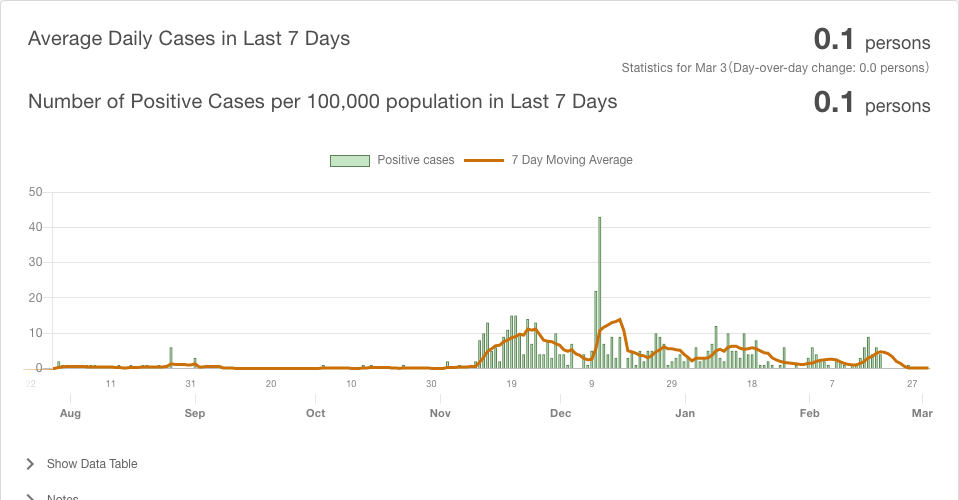 Average Daily Cases in Last 7 Days
0.1 persons
Statistics for Mar 3(Day-over-day change: 0.0 persons)
Number of Positive Cases per 100,000 population in Last 7 Days
0.1 persons
Positive cases
7 Day Moving Average
50
40
30
20
10
0
22 11 31 20 10 30 19 9 29 18 7 27
Aug Sep Oct Nov Dec Jan Feb Mar
Show Data Table
Notes